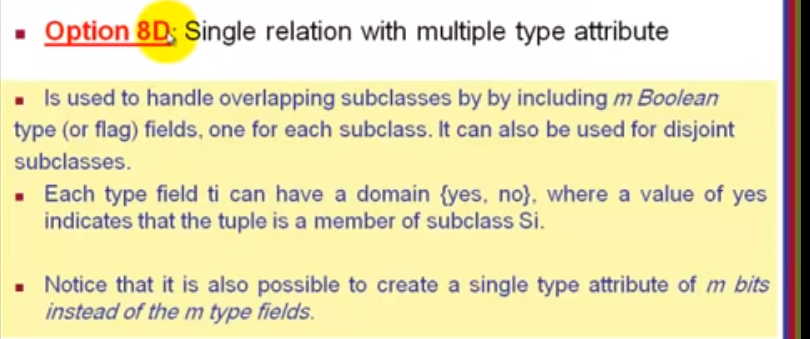 ▪ Option 8D: Single relation with multiple type attribute
▪ Is used to handle overlapping subclasses by by including m Boolean
type (or flag) fields, one for each subclass. It can also be used for disjoint
subclasses.
▪ Each type field ti can have a domain {yes, no}, where a value of yes
indicates that the tuple is a member of subclass Si.
▪ Notice that it is also possible to create a single type attribute of m bits
instead of the m type fields.